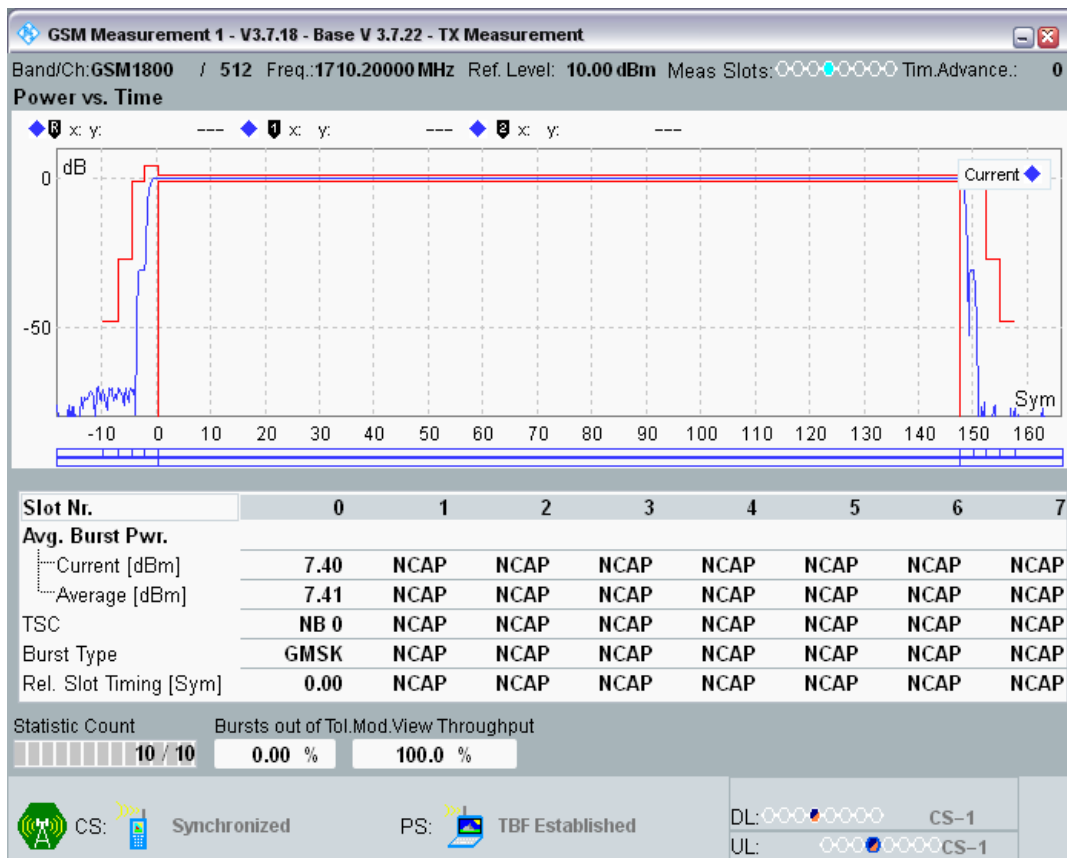 GSM Measurement 1 - V3.7.18 - Base V 3.7.22 - TX Measurement
Band/Ch:GSM1800 / 512 Freq.:1710.20000 MHz Ref. Level: 10.00 dBm Meas Slots: Tim.Advance.: 0
Power vs. Time
R x: y: --- 1 x: y: --- 2 x: y: ---
dB
0
Current
-50
Sym
-10 0 10 20 30 40 50 60 70 80 90 100 110 120 130 140 150 160
Slot Nr. 0 1 2 3 4 5 6 7
Avg. Burst Pwr.
Current [dBm] 7.40 NCAP NCAP NCAP NCAP NCAP NCAP NCAP
Average [dBm] 7.41 NCAP NCAP NCAP NCAP NCAP NCAP NCAP
TSC NB 0 NCAP NCAP NCAP NCAP NCAP NCAP NCAP
Burst Type GMSK NCAP NCAP NCAP NCAP NCAP NCAP NCAP
Rel. Slot Timing [Sym] 0.00 NCAP NCAP NCAP NCAP NCAP NCAP NCAP
Statistic Count Bursts out of Tol.Mod.View Throughput
10 / 10 0.00 % 100.0 %
CS: Synchronized PS: TBF Established
DL: CS-1
UL: CS-1